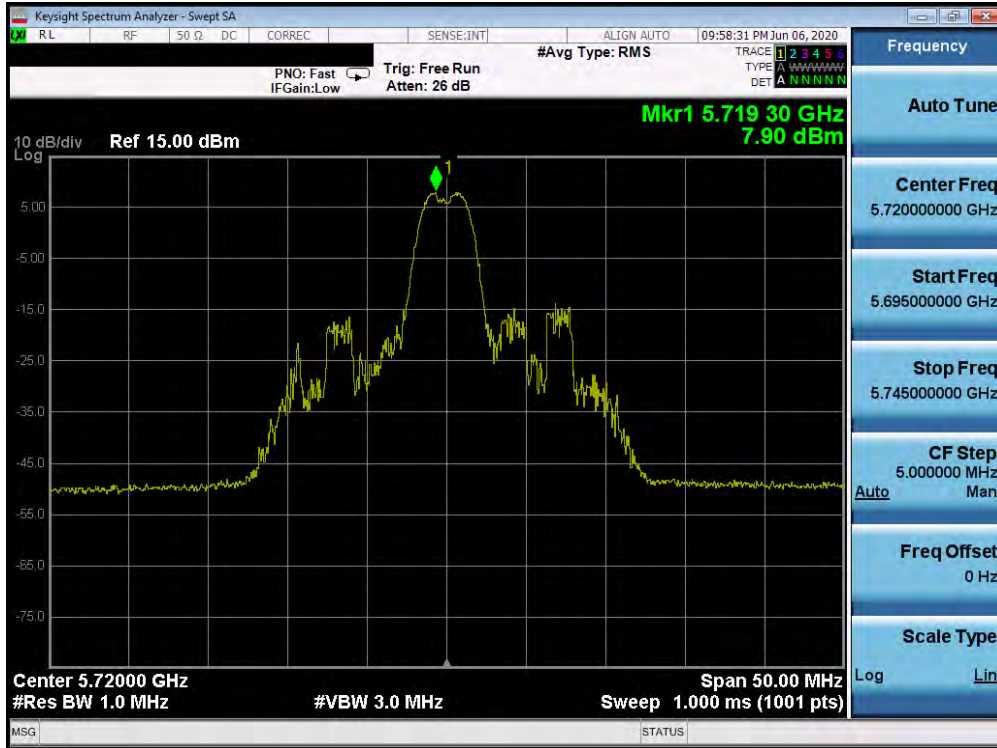 Keysight Spectrum Analyzer - Swept SA
LXI RL RF 50 Ω DC CORREC SENSE:INT ALIGN AUTO 09:58:31 PM Jun 06, 2020
Frequency
#Avg Type: RMS
TRACE 1 2 3 4 5 6
PNO: Fast Trig: Free Run
TYPE A WWWWW
IFGain:Low Atten: 26 dB
DET A N N N N N
Auto Tune
Mkr1 5.719 30 GHz
7.90 dBm
10 dB/div Ref 15.00 dBm
Log
1
5.00
-5.00
-15.0
-25.0
-35.0
-45.0
-55.0
-65.0
-75.0
Center 5.72000 GHz Span 50.00 MHz
#Res BW 1.0 MHz #VBW 3.0 MHz Sweep 1.000 ms (1001 pts)
Center Freq
5.720000000 GHz
Start Freq
5.695000000 GHz
Stop Freq
5.745000000 GHz
CF Step
5.000000 MHz
Auto Man
Freq Offset
0 Hz
Scale Type
Log Lin
MSG STATUS